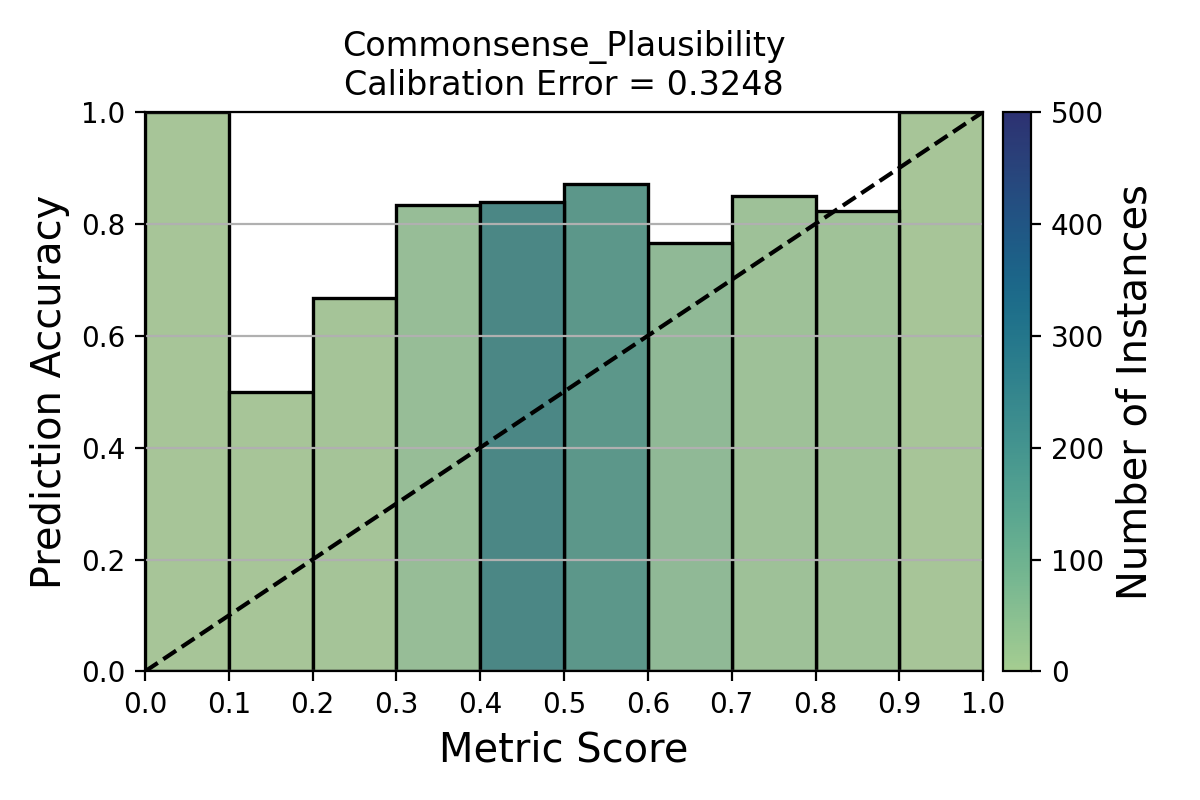 Commonsense_Plausibility
Calibration Error = 0.3248
Prediction Accuracy
1.0
0.8
0.6
0.4
0.2
0.0
0.0 0.1 0.2 0.3 0.4 0.5 0.6 0.7 0.8 0.9 1.0
Metric Score
500
400
300
200
100
0
Number of Instances